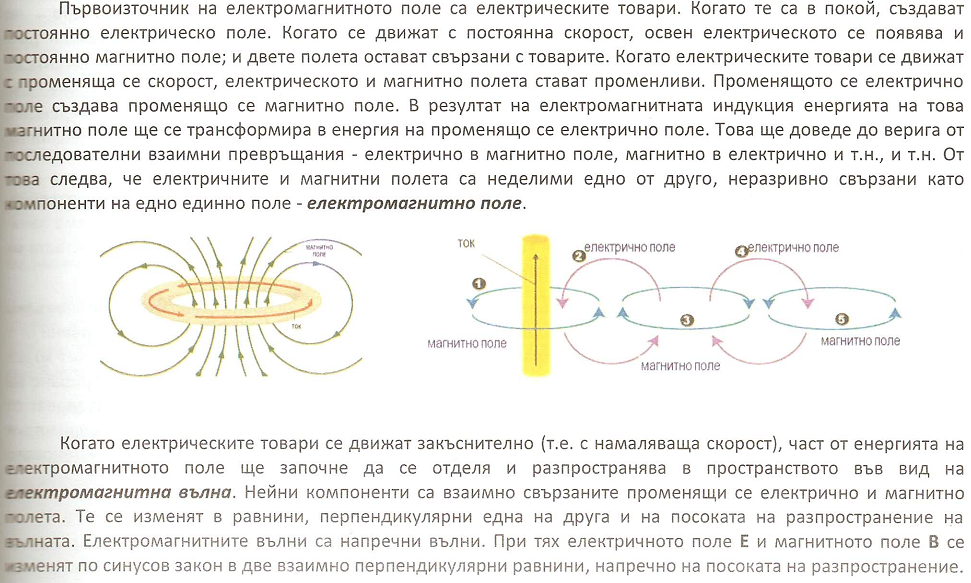 Първоизточник на електромагнитното поле са електрическите товари. Когато те са в покой, създават
постоянно електрическо поле. Когато се движат с постоянна скорост, освен електрическото се появява и
постоянно магнитно поле; и двете полета остават свързани с товарите. Когато електрическите товари се движат
с променяща се скорост, електрическото и магнитно полета стават променливи. Променящото се електрично
поле създава променящо се магнитно поле. В резултат на електромагнитната индукция енергията на това
магнитно поле ще се трансформира в енергия на променящо се електрично поле. Това ще доведе до верига от
последователни взаимни превръщания - електрично в магнитно поле, магнитно в електрично и т.н., и т.н. От
това следва, че електричните и магнитни полета са неделими едно от друго, неразривно свързани като
компоненти на едно единно поле - електромагнитно поле.
МАГНИТНО
ПОЛЕ
ТОК
ТОК
1
2
електрично поле
4
електрично поле
3
5
магнитно поле
магнитно поле
магнитно поле
Когато електрическите товари се движат закъснително (т.е. с намаляваща скорост), част от енергията на
електромагнитното поле ще започне да се отделя и разпространява в пространството във вид на
електромагнитна вълна. Нейни компоненти са взаимно свързаните променящи се електрично и магнитно
полета. Те се изменят в равнини, перпендикулярни една на друга и на посоката на разпространение на
вълната. Електромагнитните вълни са напречни вълни. При тях електричното поле E и магнитното поле B се
изменят по синусов закон в две взаимно перпендикулярни равнини, напречно на посоката на разпространение.